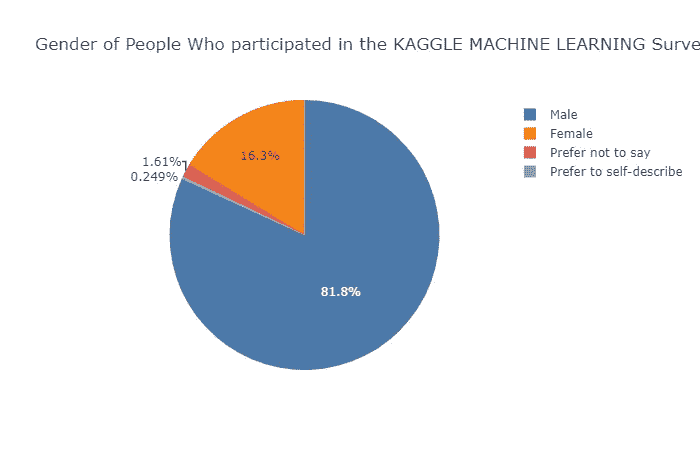 Gender of People Who participated in the KAGGLE MACHINE LEARNING Surve
Male
Female
Prefer not to say
Prefer to self-describe
16.3%
1.61%
0.249%
81.8%